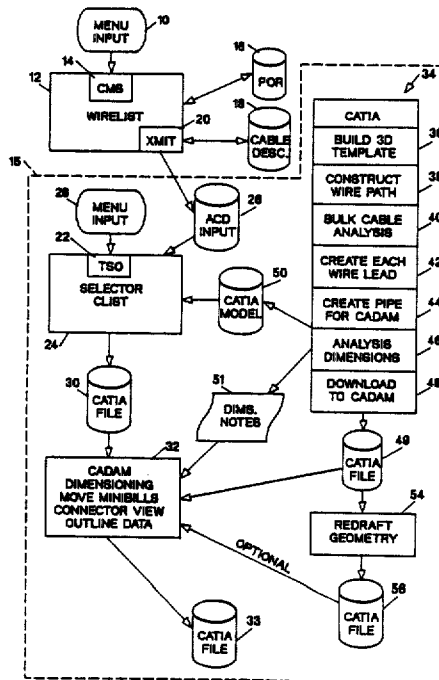 MENU INPUT
10
12
14
CMS
WIRELIST
20
XMIT
16
POR
18
CABLE DESC.
15
28
MENU INPUT
26
ACD INPUT
22
TSO
SELECTOR CLIST
24
50
CATIA MODEL
30
CATIA FILE
51
DIMS. NOTES
32
CADAM
DIMENSIONING
MOVE MINIBILLS
CONNECTOR VIEW
OUTLINE DATA
33
CATIA FILE
34
CATIA
BUILD 3D TEMPLATE
36
CONSTRUCT WIRE PATH
38
BULK CABLE ANALYSIS
40
CREATE EACH WIRE LEAD
42
CREATE PIPE FOR CADAM
44
ANALYSIS DIMENSIONS
46
DOWNLOAD TO CADAM
48
49
CATIA FILE
54
REDRAFT GEOMETRY
OPTIONAL
56
CATIA FILE